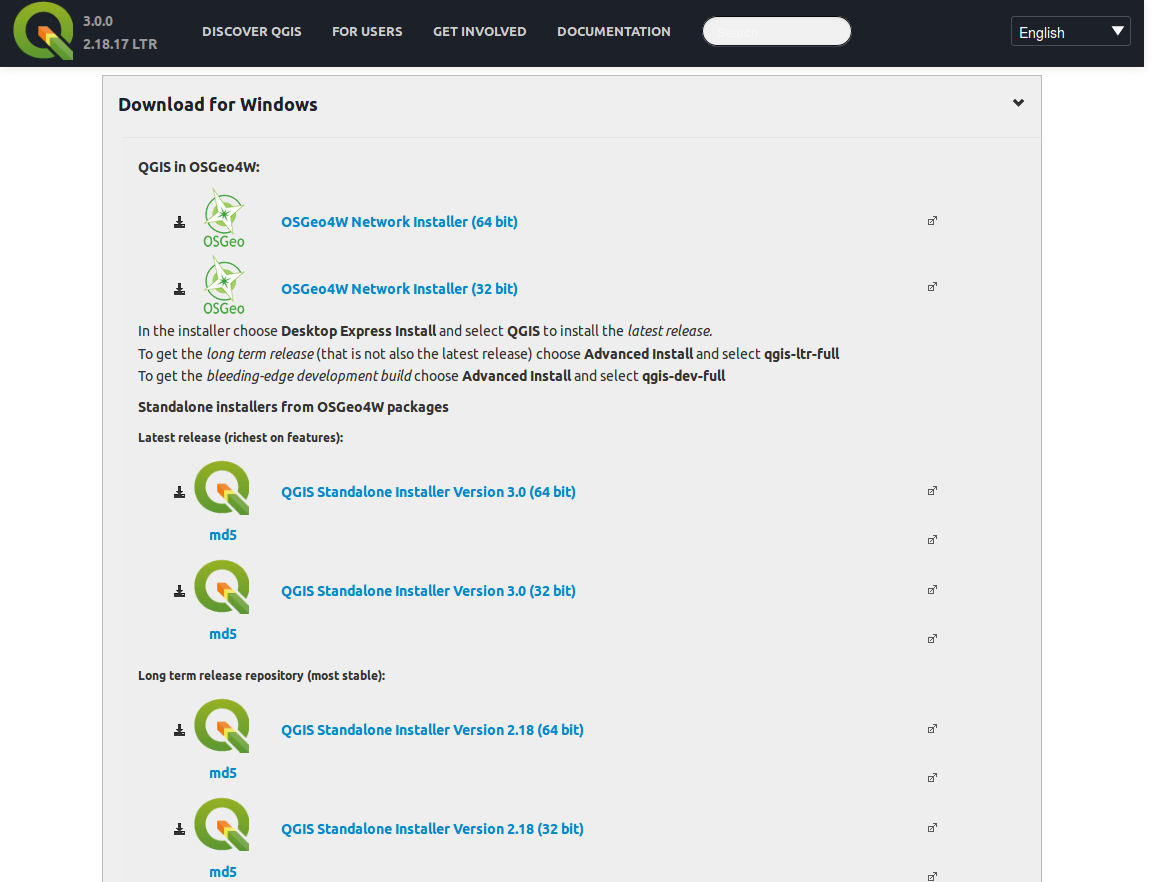 3.0.0
2.18.17 LTR
DISCOVER QGIS FOR USERS GET INVOLVED DOCUMENTATION Search English
Download for Windows
QGIS in OSGeo4W:
OSGeo
OSGeo4W Network Installer (64 bit)
OSGeo
OSGeo4W Network Installer (32 bit)
In the installer choose Desktop Express Install and select QGIS to install the latest release.
To get the long term release (that is not also the latest release) choose Advanced Install and select qgis-ltr-full
To get the bleeding-edge development build choose Advanced Install and select qgis-dev-full
Standalone installers from OSGeo4W packages
Latest release (richest on features):
QGIS Standalone Installer Version 3.0 (64 bit)
md5
QGIS Standalone Installer Version 3.0 (32 bit)
md5
Long term release repository (most stable):
QGIS Standalone Installer Version 2.18 (64 bit)
md5
QGIS Standalone Installer Version 2.18 (32 bit)
md5